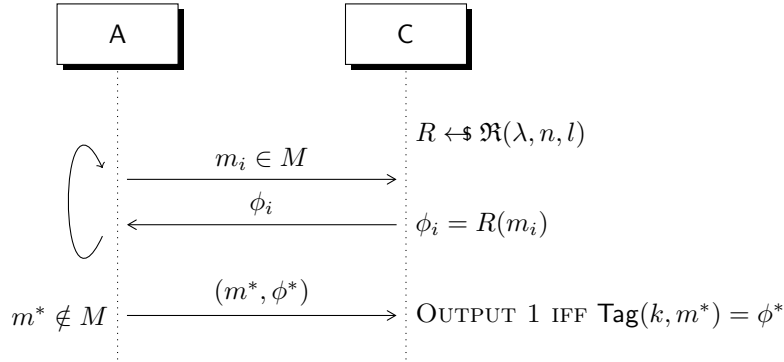 A C
R ←$ ℜ(λ, n, l)
m_i ∈ M
ϕ_i
ϕ_i = R(m_i)
(m*, ϕ*)
m* ∉ M
OUTPUT 1 IFF Tag(k, m*) = ϕ*